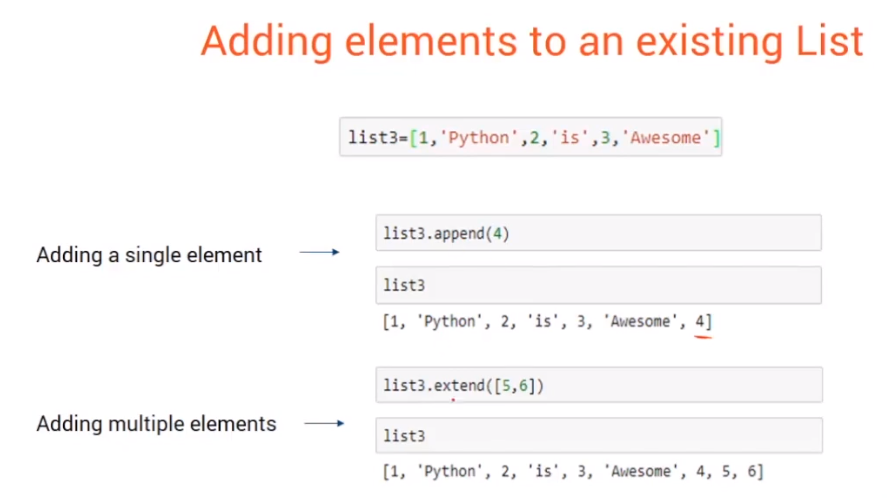 Adding elements to an existing List
list3=[1,'Python',2,'is',3,'Awesome']
Adding a single element
list3.append(4)
list3
[1, 'Python', 2, 'is', 3, 'Awesome', 4]
Adding multiple elements
list3.extend([5,6])
list3
[1, 'Python', 2, 'is', 3, 'Awesome', 4, 5, 6]